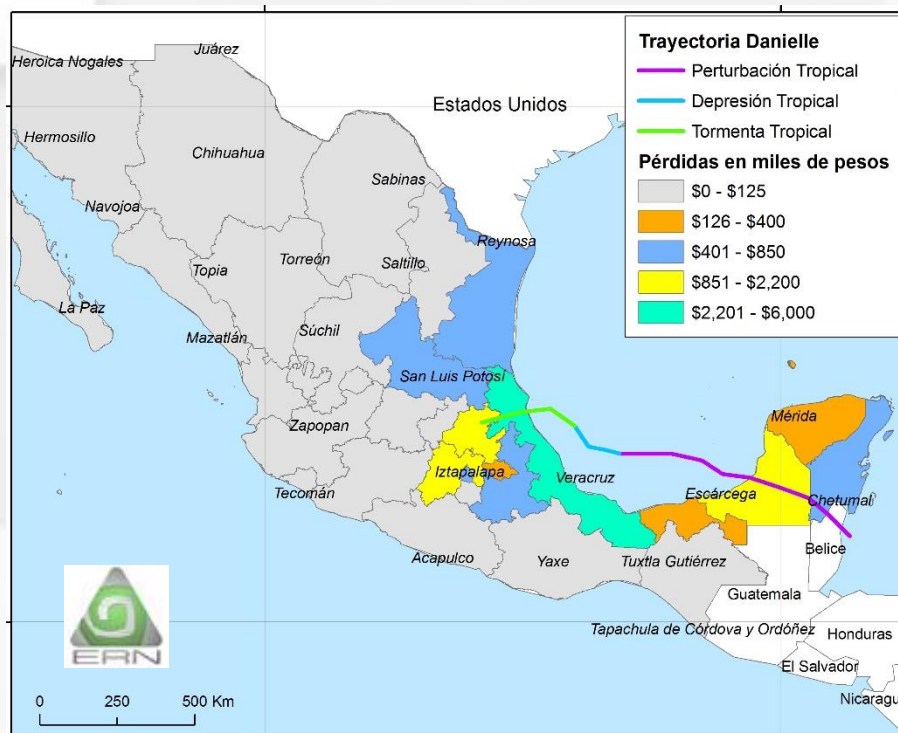 Trayectoria Danielle
Perturbación Tropical
Depresión Tropical
Tormenta Tropical
Pérdidas en miles de pesos
$0 - $125
$126 - $400
$401 - $850
$851 - $2,200
$2,201 - $6,000
Juárez
Heroica Nogales
Estados Unidos
Hermosillo
Chihuahua
Sabinas
Navojoa
Reynosa
Topia
Torreón
Saltillo
La Paz
Súchil
Mazatlán
San Luis Potosí
Mérida
Zapopan
Iztapalapa
Veracruz
Tecomán
Escárcega
Chetumal
Belice
Acapulco
Yaxe
Tuxtla Gutiérrez
Guatemala
Tapachula de Córdova y Ordóñez
Honduras
El Salvador
Nicaragu
ERN
0 250 500 Km